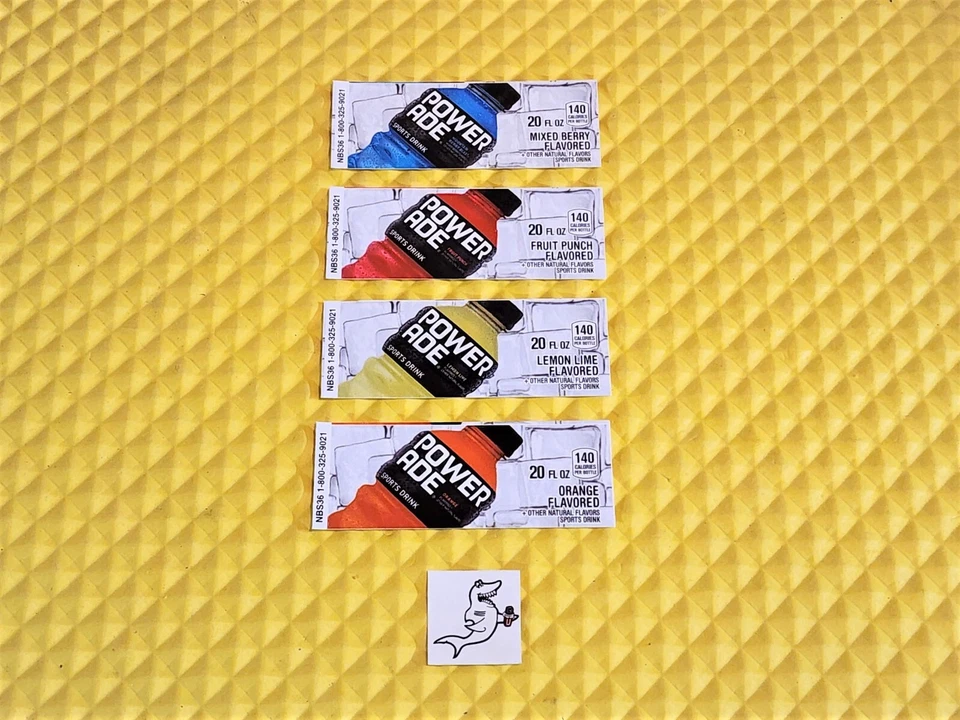 NBS36 1-800-325-9021
POWER
ADE
SPORTS DRINK
20 FL OZ
140
CALORIES
PER BOTTLE
MIXED BERRY
FLAVORED
+ OTHER NATURAL FLAVORS
SPORTS DRINK
NBS36 1-800-325-9021
POWER
ADE
SPORTS DRINK
FRUIT PUNCH
20 FL OZ
140
CALORIES
PER BOTTLE
FRUIT PUNCH
FLAVORED
+ OTHER NATURAL FLAVORS
SPORTS DRINK
NBS36 1-800-325-9021
POWER
ADE
SPORTS DRINK
LEMON LIME
20 FL OZ
140
CALORIES
PER BOTTLE
LEMON LIME
FLAVORED
+ OTHER NATURAL FLAVORS
SPORTS DRINK
NBS36 1-800-325-9021
POWER
ADE
SPORTS DRINK
ORANGE
20 FL OZ
140
CALORIES
PER BOTTLE
ORANGE
FLAVORED
+ OTHER NATURAL FLAVORS
SPORTS DRINK